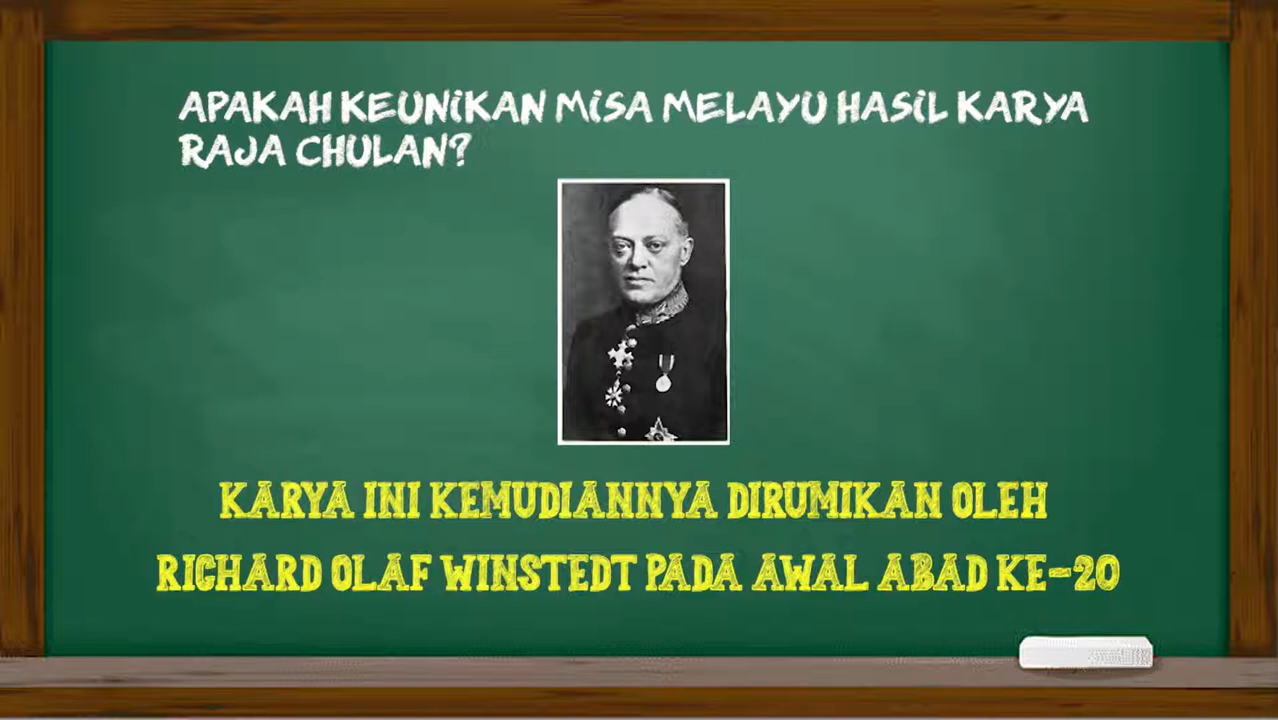 APAKAH KEUNiKAN MiSA MELAYU HASiL KARYA
RAJA CHULAN?
KARYA INI KEMUDIANNYA DIRUMIKAN OLEH
RICHARD OLAF WINSTEDT PADA AWAL ABAD KE-20